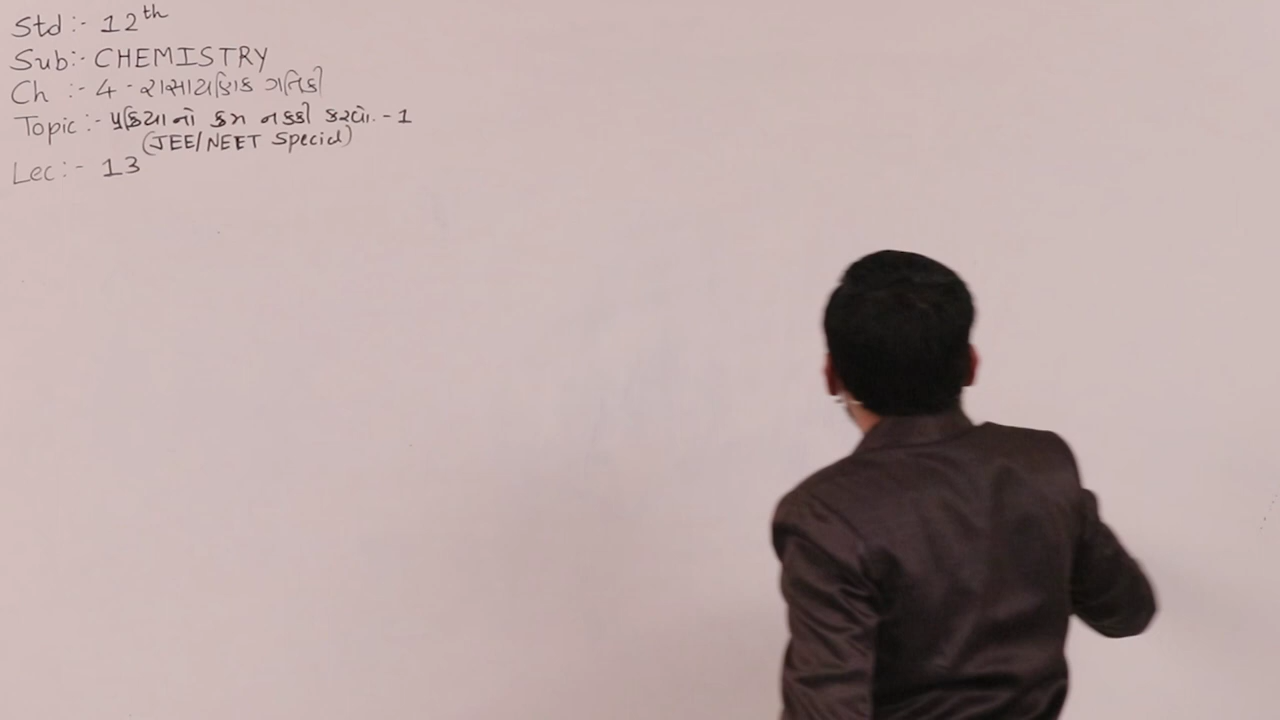 Std :- 12th
Sub:- CHEMISTRY
Ch :- 4 - રાસાયણિક ગતિકી
Topic :- પ્રક્રિયાનો ક્રમ નક્કી કરવો. - 1
(JEE/NEET Special)
Lec :- 13